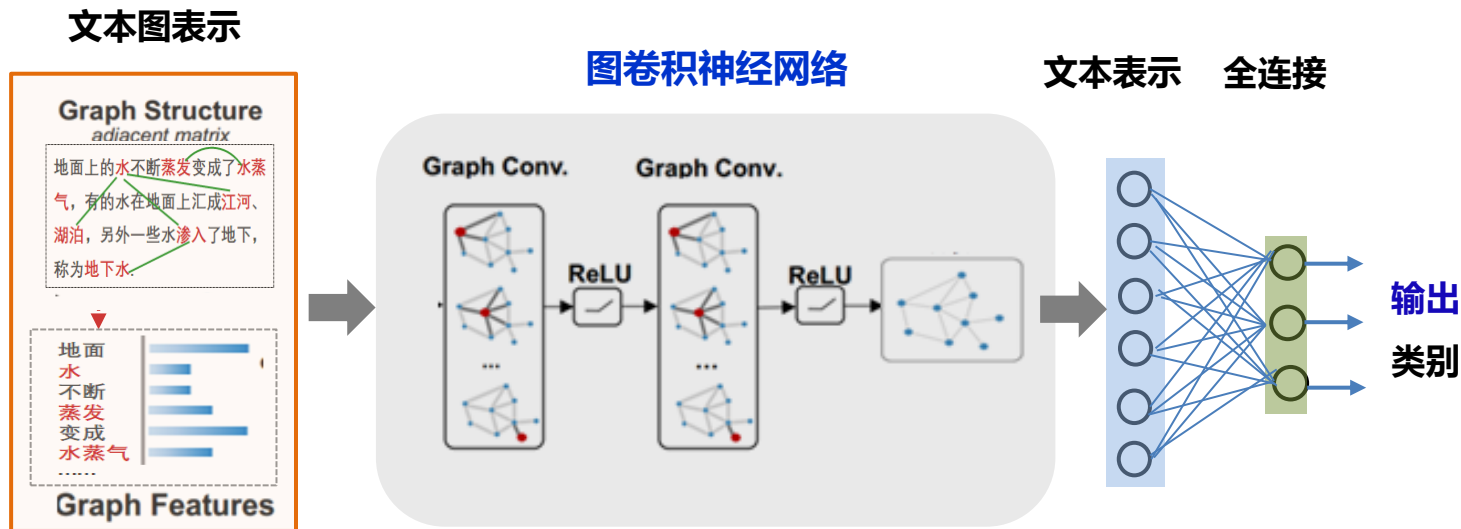 文本图表示
图卷积神经网络
文本表示
全连接
Graph Structure
adjacent matrix
地面上的水不断蒸发变成了水蒸
气，有的水在地面上汇成江河、
湖泊，另外一些水渗入了地下，
称为地下水.
地面
水
不断
蒸发
变成
水蒸气
······
Graph Features
Graph Conv.
Graph Conv.
ReLU
ReLU
...
...
输出
类别